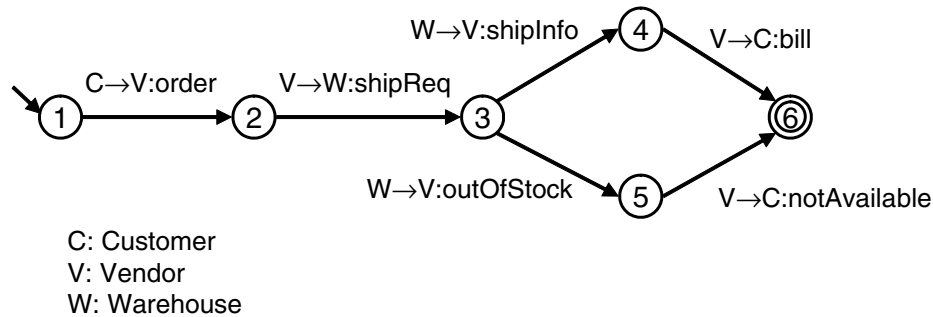 W→V:shipInfo
4
V→C:bill
C→V:order
V→W:shipReq
1
2
3
6
W→V:outOfStock
5
V→C:notAvailable
C: Customer
V: Vendor
W: Warehouse